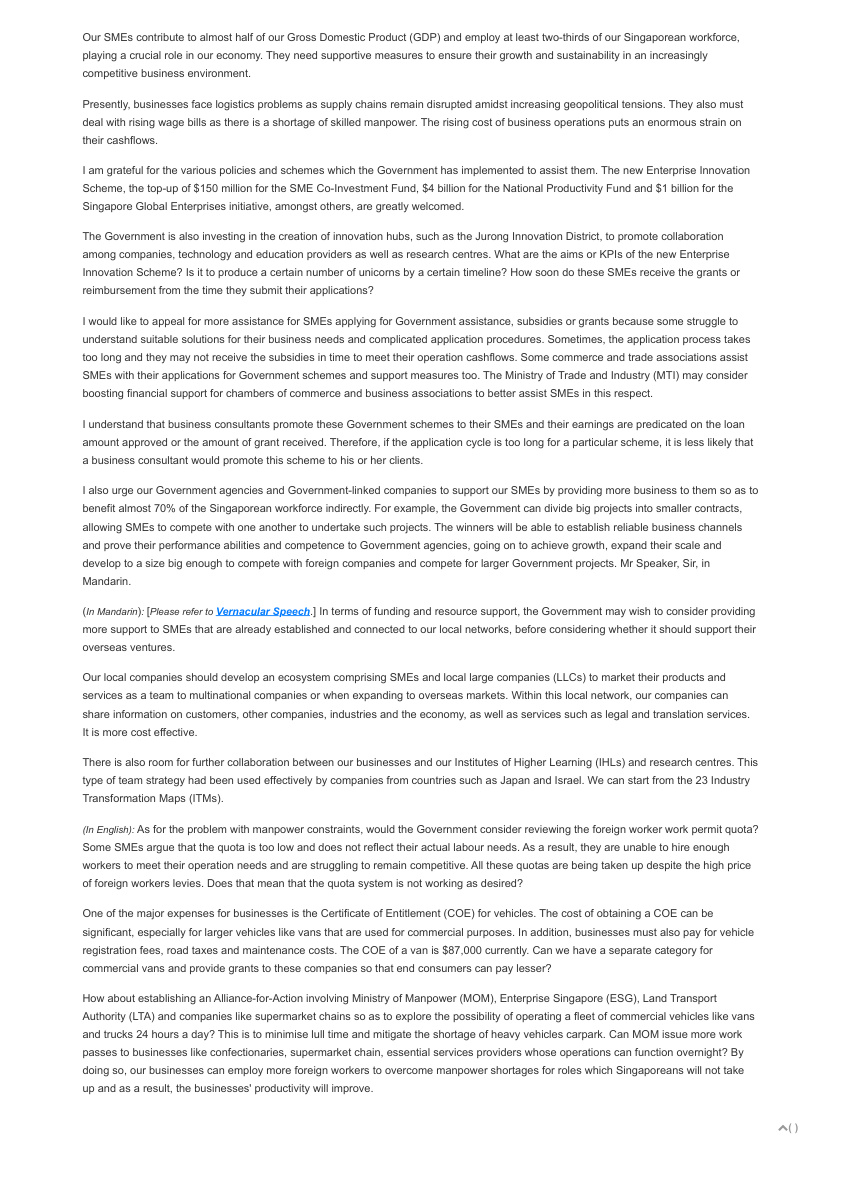 Our SMEs contribute to almost half of our Gross Domestic Product (GDP) and employ at least two-thirds of our Singaporean workforce,
playing a crucial role in our economy. They need supportive measures to ensure their growth and sustainability in an increasingly
competitive business environment.
Presently, businesses face logistics problems as supply chains remain disrupted amidst increasing geopolitical tensions. They also must
deal with rising wage bills as there is a shortage of skilled manpower. The rising cost of business operations puts an enormous strain on
their cashflows.
I am grateful for the various policies and schemes which the Government has implemented to assist them. The new Enterprise Innovation
Scheme, the top-up of $150 million for the SME Co-Investment Fund, $4 billion for the National Productivity Fund and $1 billion for the
Singapore Global Enterprises initiative, amongst others, are greatly welcomed.
The Government is also investing in the creation of innovation hubs, such as the Jurong Innovation District, to promote collaboration
among companies, technology and education providers as well as research centres. What are the aims or KPIs of the new Enterprise
Innovation Scheme? Is it to produce a certain number of unicorns by a certain timeline? How soon do these SMEs receive the grants or
reimbursement from the time they submit their applications?
I would like to appeal for more assistance for SMEs applying for Government assistance, subsidies or grants because some struggle to
understand suitable solutions for their business needs and complicated application procedures. Sometimes, the application process takes
too long and they may not receive the subsidies in time to meet their operation cashflows. Some commerce and trade associations assist
SMEs with their applications for Government schemes and support measures too. The Ministry of Trade and Industry (MTI) may consider
boosting financial support for chambers of commerce and business associations to better assist SMEs in this respect.
I understand that business consultants promote these Government schemes to their SMEs and their earnings are predicated on the loan
amount approved or the amount of grant received. Therefore, if the application cycle is too long for a particular scheme, it is less likely that
a business consultant would promote this scheme to his or her clients.
I also urge our Government agencies and Government-linked companies to support our SMEs by providing more business to them so as to
benefit almost 70% of the Singaporean workforce indirectly. For example, the Government can divide big projects into smaller contracts,
allowing SMEs to compete with one another to undertake such projects. The winners will be able to establish reliable business channels
and prove their performance abilities and competence to Government agencies, going on to achieve growth, expand their scale and
develop to a size big enough to compete with foreign companies and compete for larger Government projects. Mr Speaker, Sir, in
Mandarin.
(In Mandarin): [Please refer to Vernacular Speech.] In terms of funding and resource support, the Government may wish to consider providing
more support to SMEs that are already established and connected to our local networks, before considering whether it should support their
overseas ventures.
Our local companies should develop an ecosystem comprising SMEs and local large companies (LLCs) to market their products and
services as a team to multinational companies or when expanding to overseas markets. Within this local network, our companies can
share information on customers, other companies, industries and the economy, as well as services such as legal and translation services.
It is more cost effective.
There is also room for further collaboration between our businesses and our Institutes of Higher Learning (IHLs) and research centres. This
type of team strategy had been used effectively by companies from countries such as Japan and Israel. We can start from the 23 Industry
Transformation Maps (ITMs).
(In English): As for the problem with manpower constraints, would the Government consider reviewing the foreign worker work permit quota?
Some SMEs argue that the quota is too low and does not reflect their actual labour needs. As a result, they are unable to hire enough
workers to meet their operation needs and are struggling to remain competitive. All these quotas are being taken up despite the high price
of foreign workers levies. Does that mean that the quota system is not working as desired?
One of the major expenses for businesses is the Certificate of Entitlement (COE) for vehicles. The cost of obtaining a COE can be
significant, especially for larger vehicles like vans that are used for commercial purposes. In addition, businesses must also pay for vehicle
registration fees, road taxes and maintenance costs. The COE of a van is $87,000 currently. Can we have a separate category for
commercial vans and provide grants to these companies so that end consumers can pay lesser?
How about establishing an Alliance-for-Action involving Ministry of Manpower (MOM), Enterprise Singapore (ESG), Land Transport
Authority (LTA) and companies like supermarket chains so as to explore the possibility of operating a fleet of commercial vehicles like vans
and trucks 24 hours a day? This is to minimise lull time and mitigate the shortage of heavy vehicles carpark. Can MOM issue more work
passes to businesses like confectionaries, supermarket chain, essential services providers whose operations can function overnight? By
doing so, our businesses can employ more foreign workers to overcome manpower shortages for roles which Singaporeans will not take
up and as a result, the businesses' productivity will improve.
( )